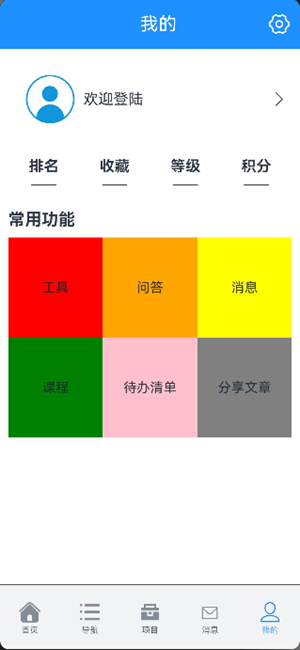 我的
欢迎登陆
排名 收藏 等级 积分
常用功能
工具 问答 消息
课程 待办清单 分享文章
首页 导航 项目 消息 我的